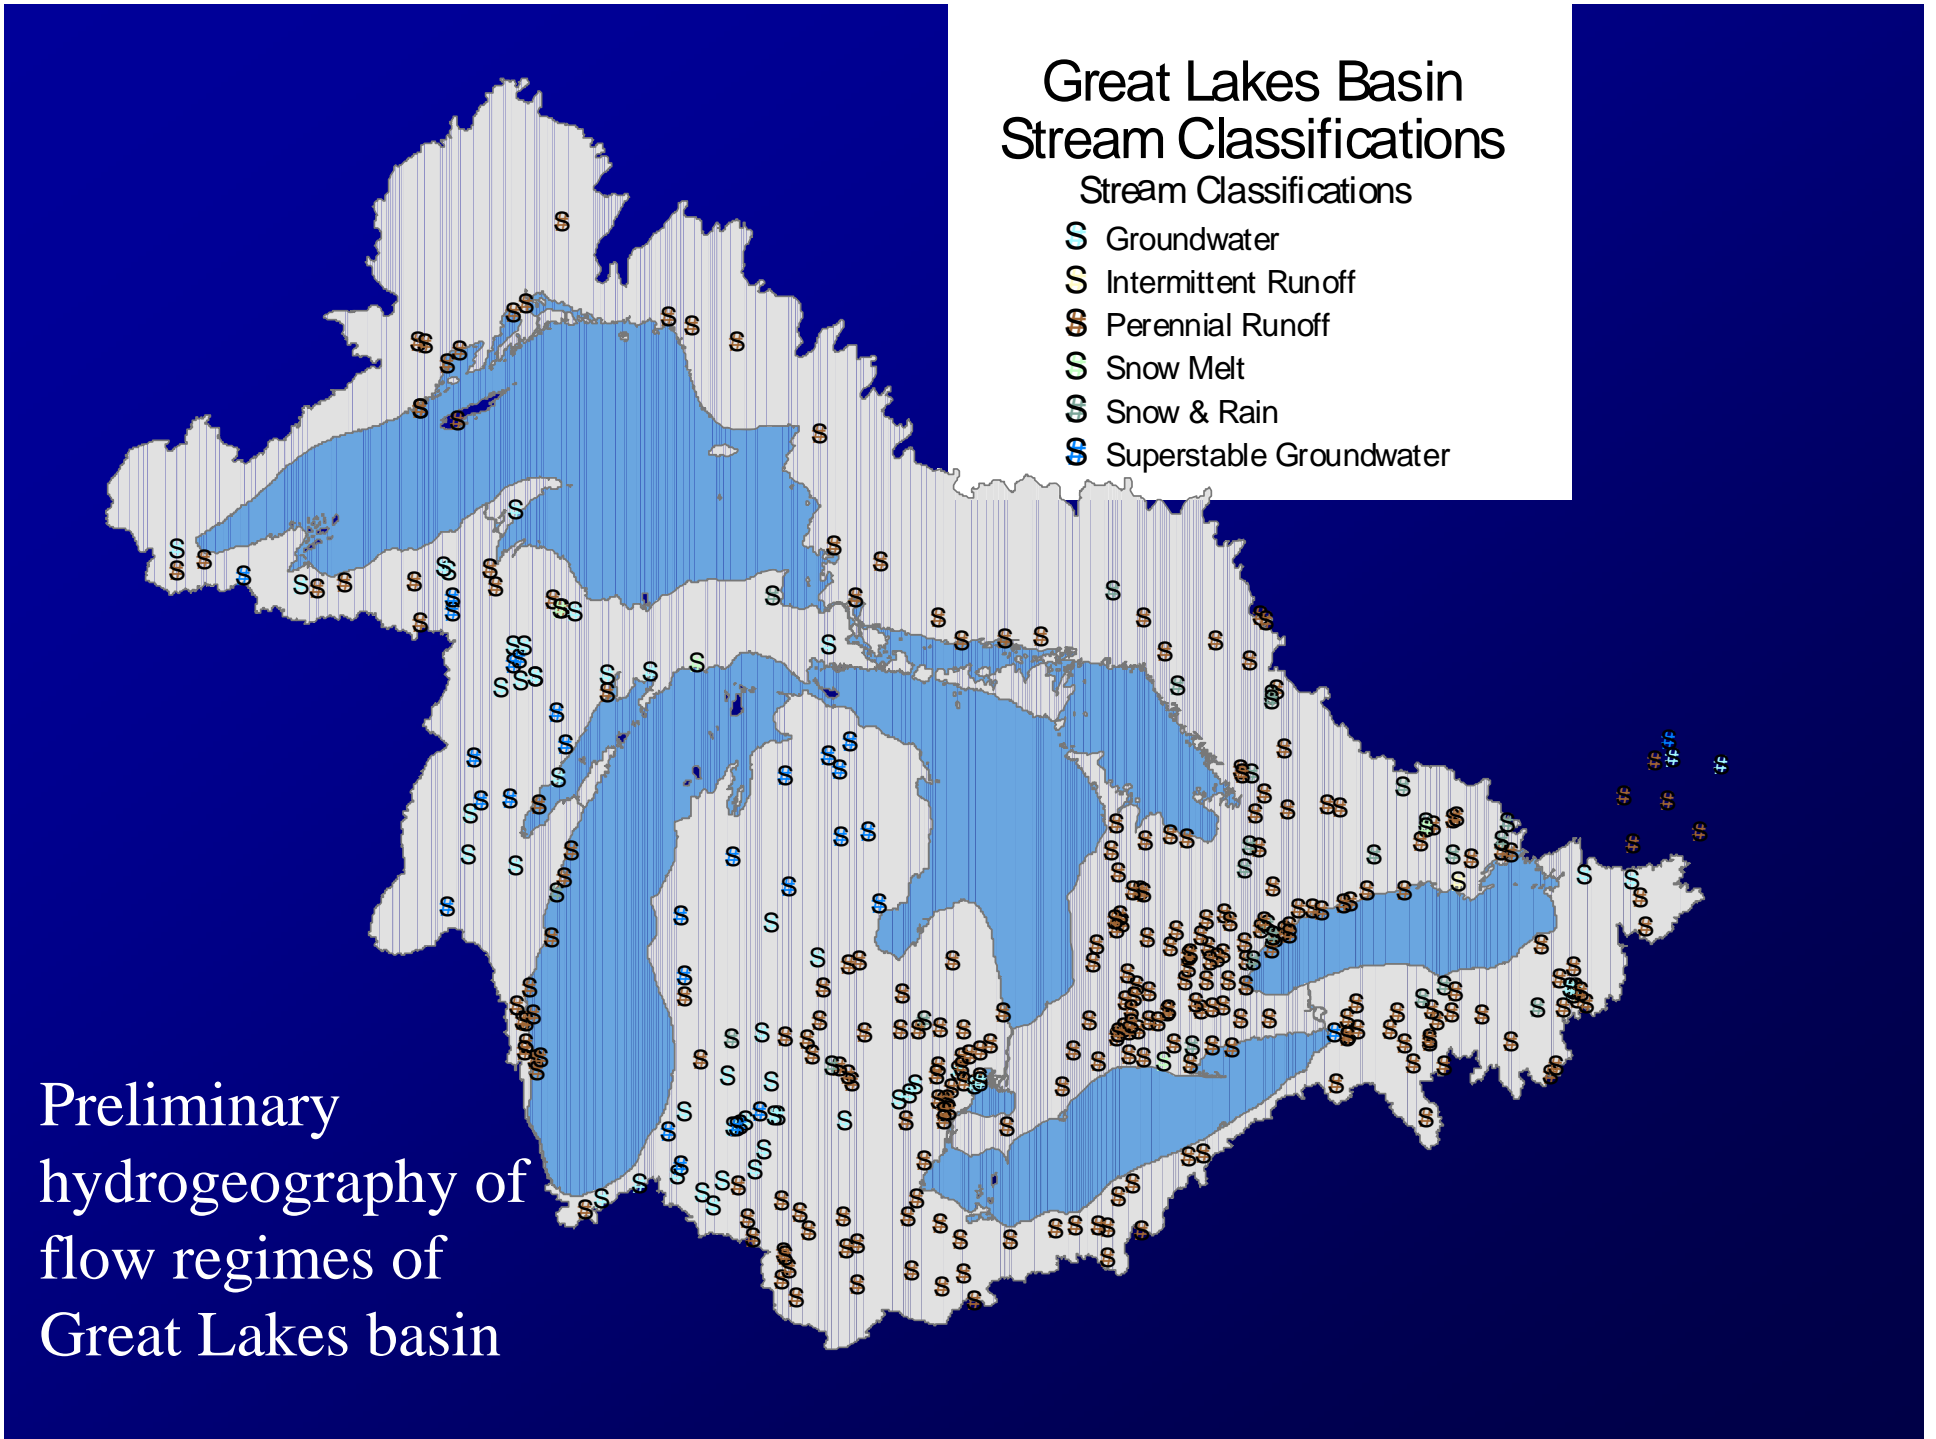 Great Lakes Basin
Stream Classifications
Stream Classifications
S Groundwater
S Intermittent Runoff
S Perennial Runoff
S Snow Melt
S Snow & Rain
S Superstable Groundwater
Preliminary
hydrogeography of
flow regimes of
Great Lakes basin